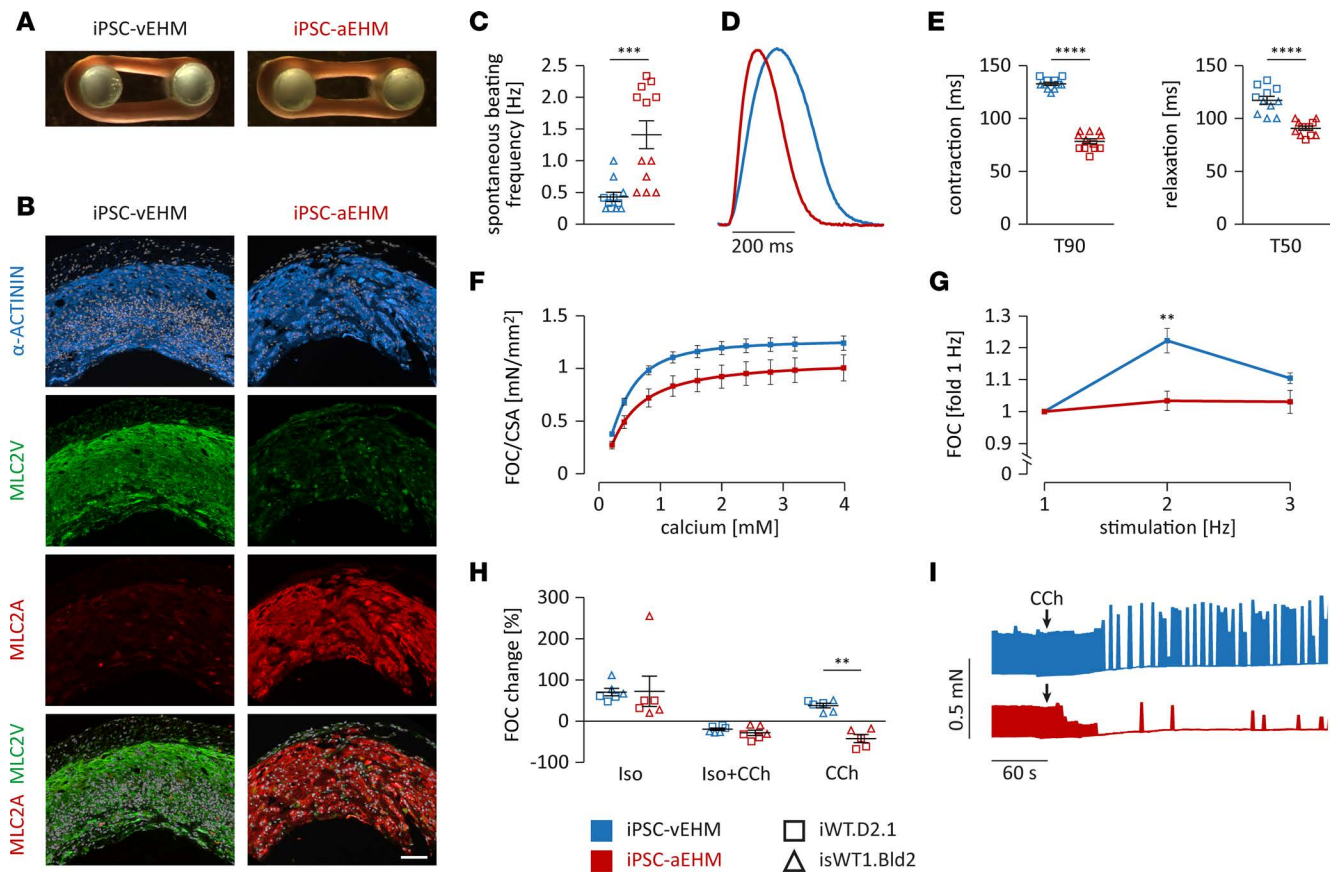 A
iPSC-vEHM
iPSC-aEHM
B
iPSC-vEHM
iPSC-aEHM
α-ACTININ
MLC2V
MLC2A
MLC2A MLC2V
C
***
spontaneous beating
frequency [Hz]
2.5
2.0
1.5
1.0
0.5
0
D
200 ms
E
****
contraction [ms]
150
100
50
0
T90
****
relaxation [ms]
150
100
50
0
T50
F
FOC/CSA [mN/mm²]
1.5
1
0.5
0
0 1 2 3 4
calcium [mM]
G
**
FOC [fold 1 Hz]
1.3
1.2
1.1
1.0
0.9
0
1 2 3
stimulation [Hz]
H
**
FOC change [%]
300
200
100
0
-100
Iso Iso+CCh CCh
iPSC-vEHM
iPSC-aEHM
iWT.D2.1
isWT1.Bld2
I
CCh
0.5 mN
60 s